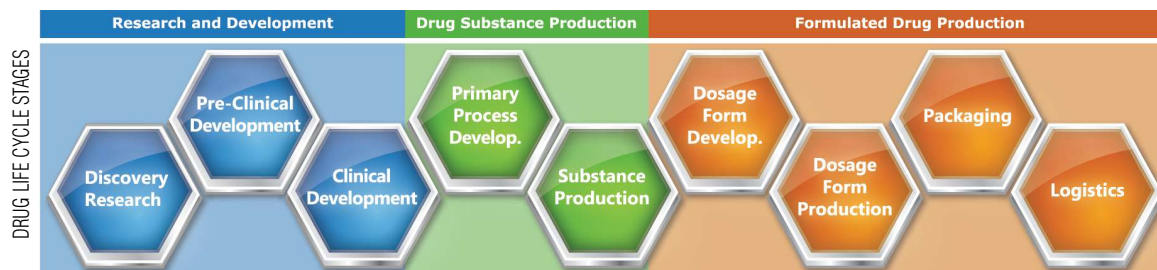 Research and Development
Drug Substance Production
Formulated Drug Production
DRUG LIFE CYCLE STAGES
Discovery
Research
Pre-Clinical
Development
Clinical
Development
Primary
Process
Develop.
Substance
Production
Dosage
Form
Develop.
Dosage
Form
Production
Packaging
Logistics